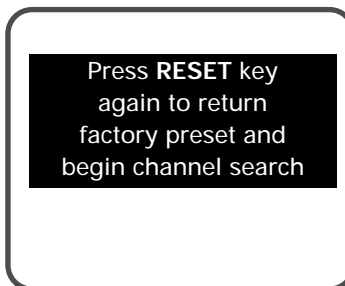 Press RESET key
again to return
factory preset and
begin channel search